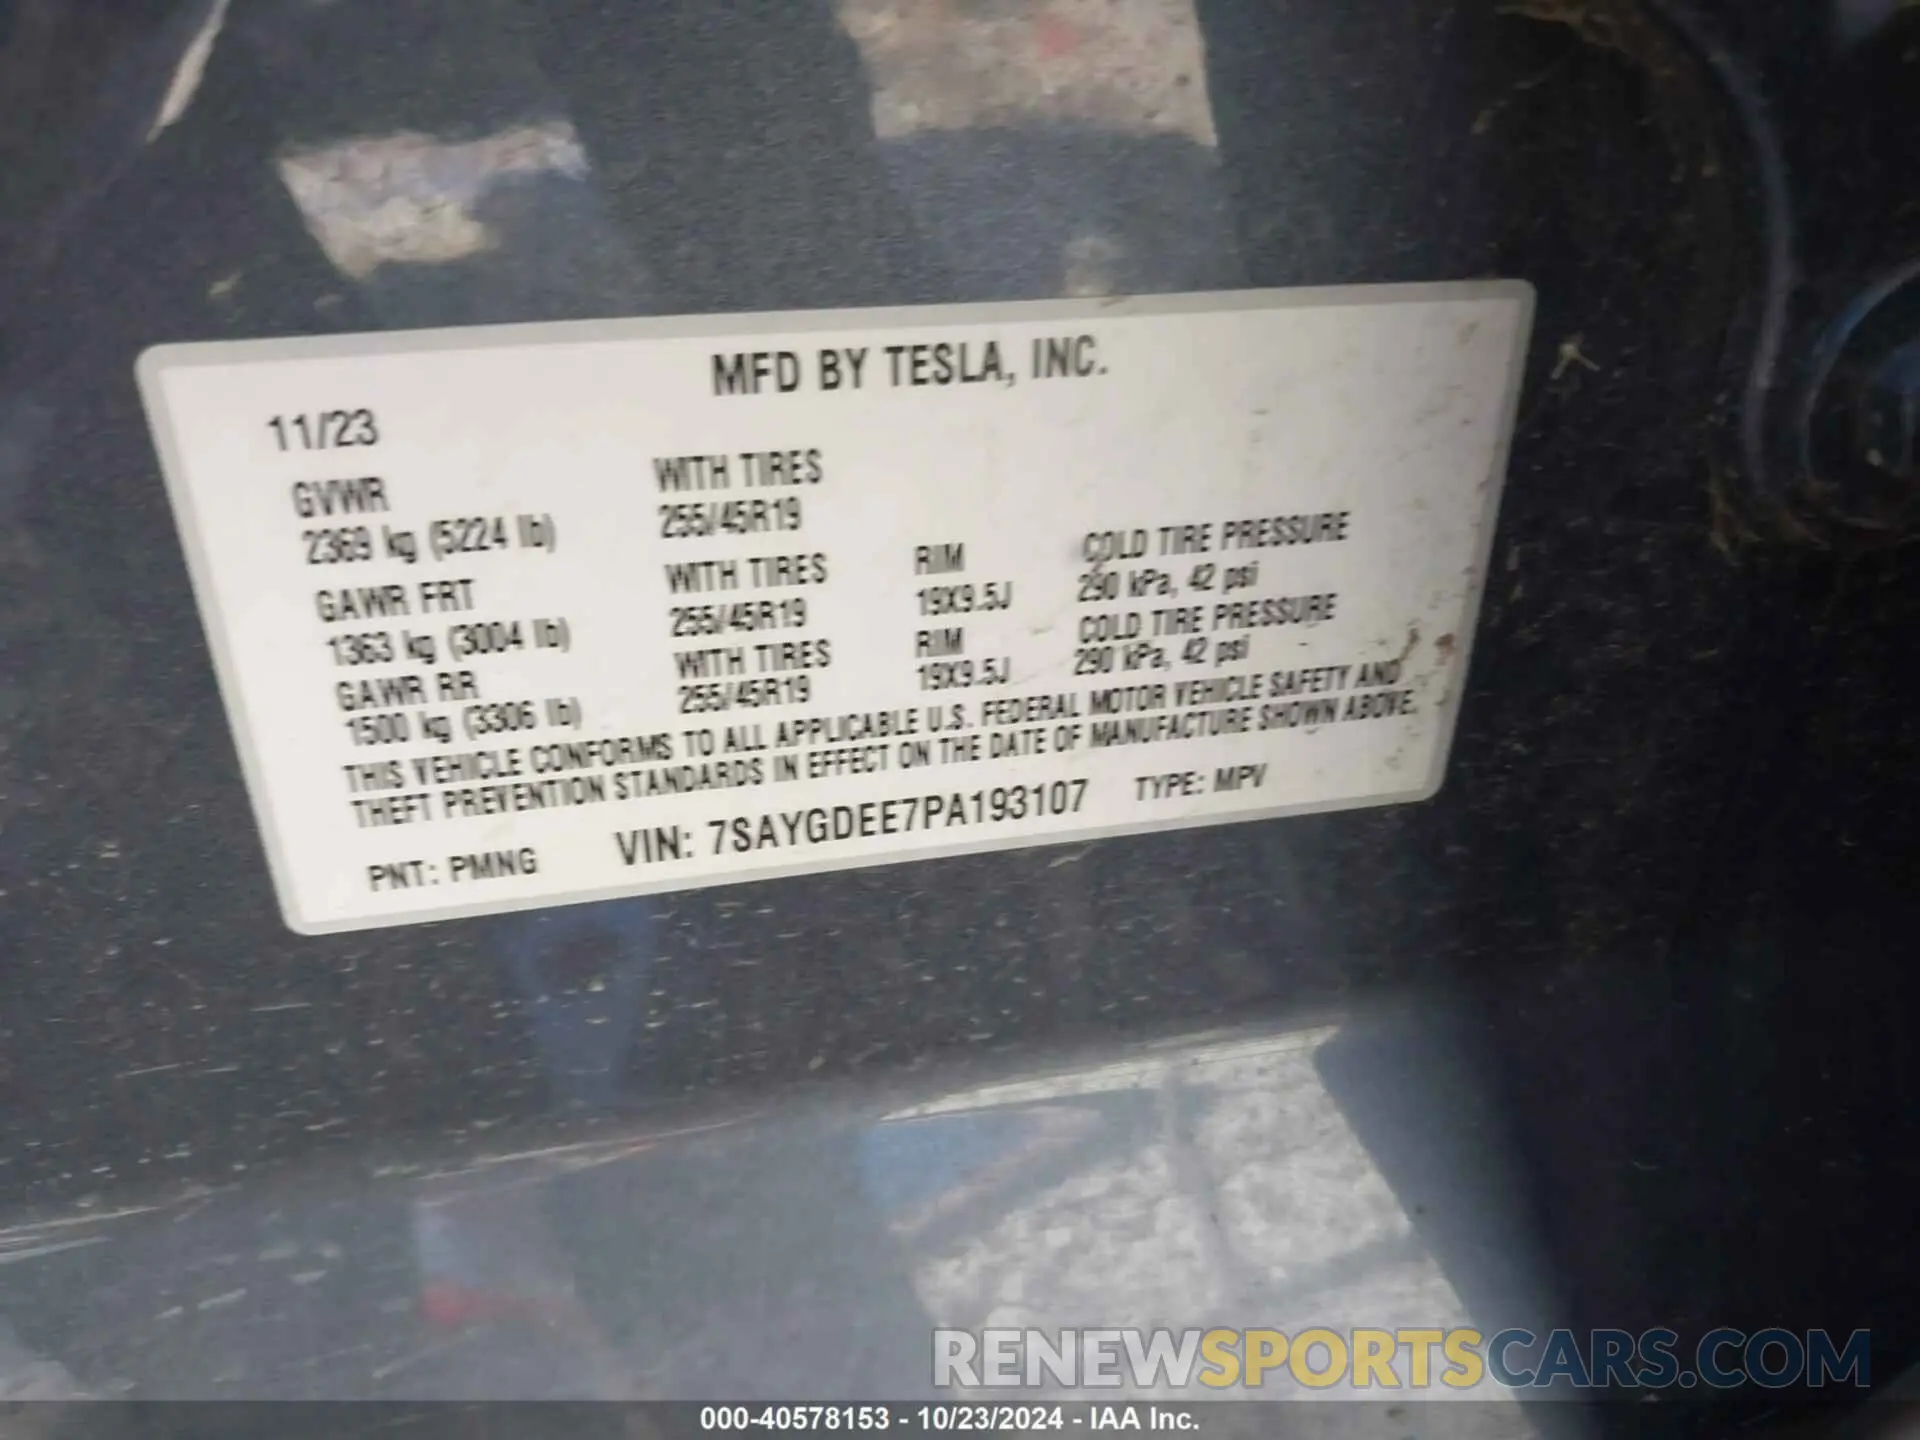 MFD BY TESLA, INC.
11/23
GVWR WITH TIRES
2369 kg (5224 lb) 255/45R19
GAWR FRT WITH TIRES RIM COLD TIRE PRESSURE
1363 kg (3004 lb) 255/45R19 19X9.5J 290 kPa, 42 psi
GAWR RR WITH TIRES RIM COLD TIRE PRESSURE
1500 kg (3306 lb) 255/45R19 19X9.5J 290 kPa, 42 psi
THIS VEHICLE CONFORMS TO ALL APPLICABLE U.S. FEDERAL MOTOR VEHICLE SAFETY AND
THEFT PREVENTION STANDARDS IN EFFECT ON THE DATE OF MANUFACTURE SHOWN ABOVE.
PNT: PMNG VIN: 7SAYGDEE7PA193107 TYPE: MPV
RENEWSPORTSCARS.COM
000-40578153 - 10/23/2024 - IAA Inc.